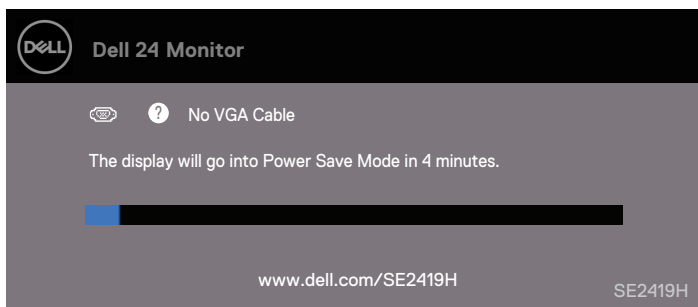 DELL
Dell 24 Monitor
? No VGA Cable
The display will go into Power Save Mode in 4 minutes.
www.dell.com/SE2419H
SE2419H